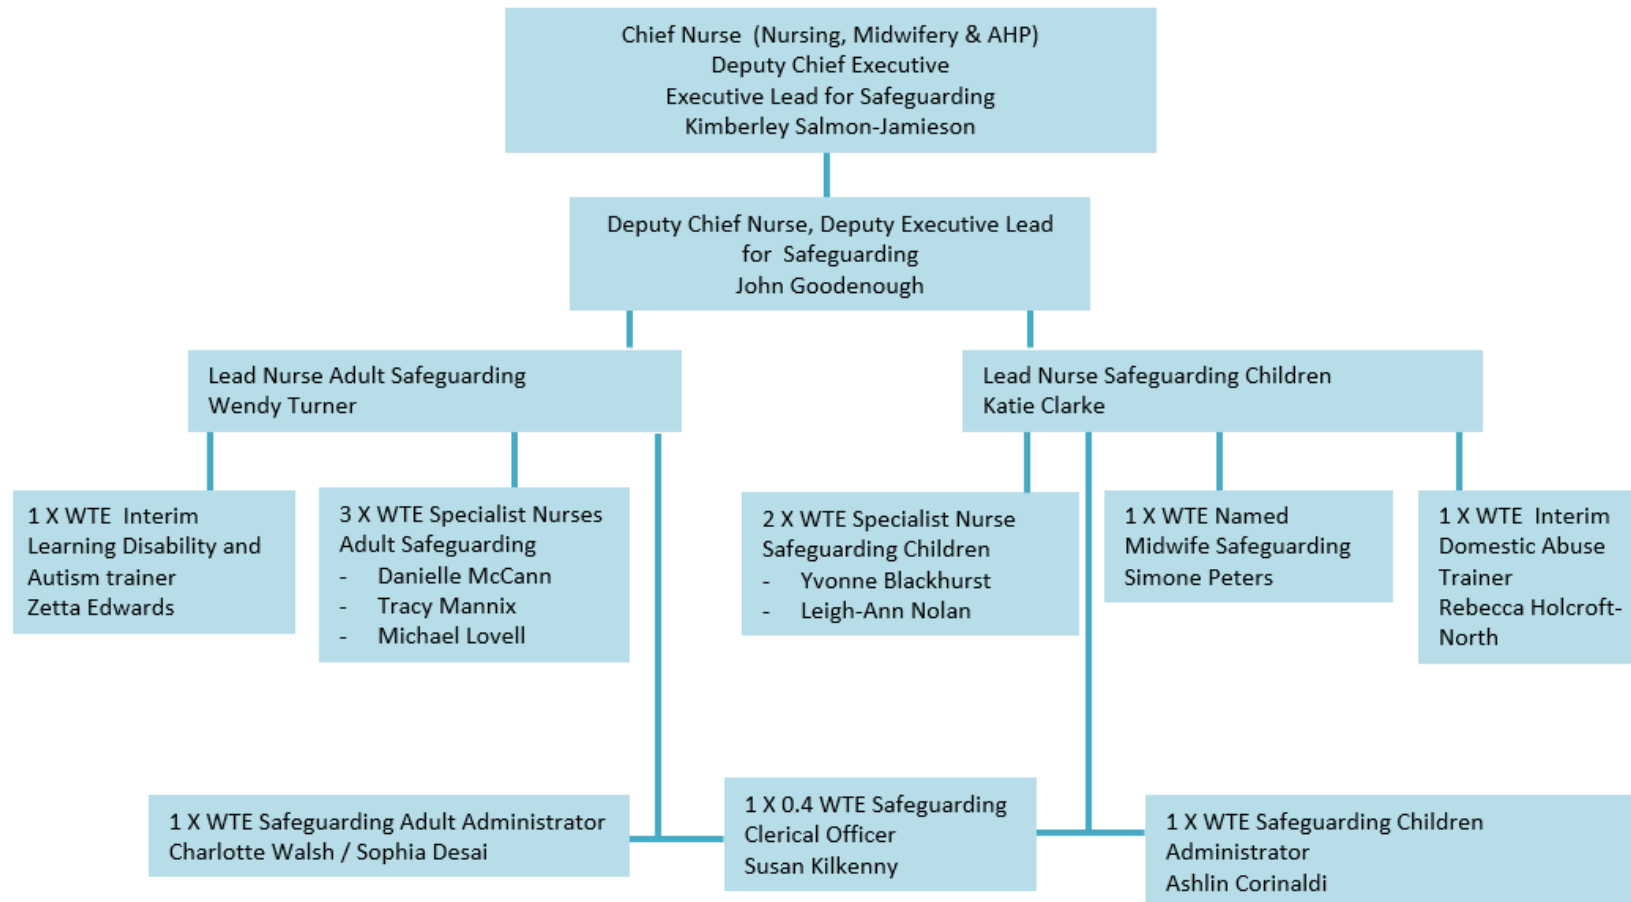 Chief Nurse  (Nursing, Midwifery & AHP)
Deputy Chief Executive
Executive Lead for Safeguarding
Kimberley Salmon-Jamieson
Deputy Chief Nurse, Deputy Executive Lead
for  Safeguarding
John Goodenough
Lead Nurse Adult Safeguarding
Wendy Turner
Lead Nurse Safeguarding Children
Katie Clarke
1 X WTE  Interim
Learning Disability and
Autism trainer
Zetta Edwards
3 X WTE Specialist Nurses
Adult Safeguarding
- Danielle McCann
- Tracy Mannix
- Michael Lovell
2 X WTE Specialist Nurse
Safeguarding Children
- Yvonne Blackhurst
- Leigh-Ann Nolan
1 X WTE Named
Midwife Safeguarding
Simone Peters
1 X WTE  Interim
Domestic Abuse
Trainer
Rebecca Holcroft-
North
1 X WTE Safeguarding Adult Administrator
Charlotte Walsh / Sophia Desai
1 X 0.4 WTE Safeguarding
Clerical Officer
Susan Kilkenny
1 X WTE Safeguarding Children
Administrator
Ashlin Corinaldi